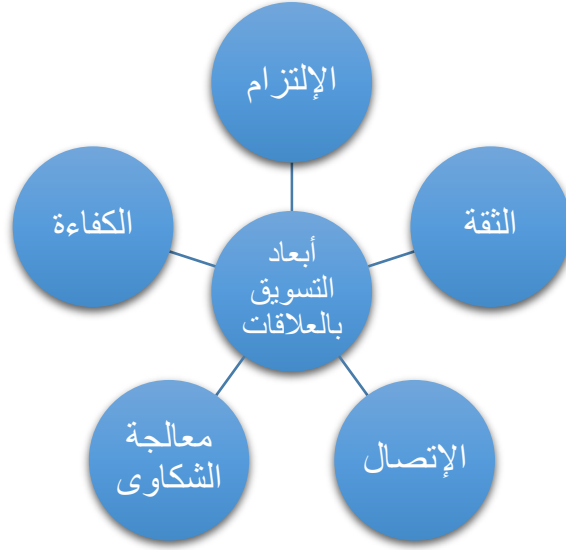 الإلتزام
الثقة
الكفاءة
أبعاد
التسويق
بالعلاقات
الإتصال
معالجة
الشكاوى